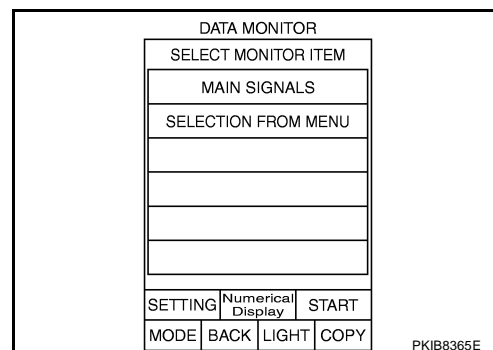 DATA MONITOR
SELECT MONITOR ITEM
MAIN SIGNALS
SELECTION FROM MENU
SETTING Numerical Display START
MODE BACK LIGHT COPY
PKIB8365E